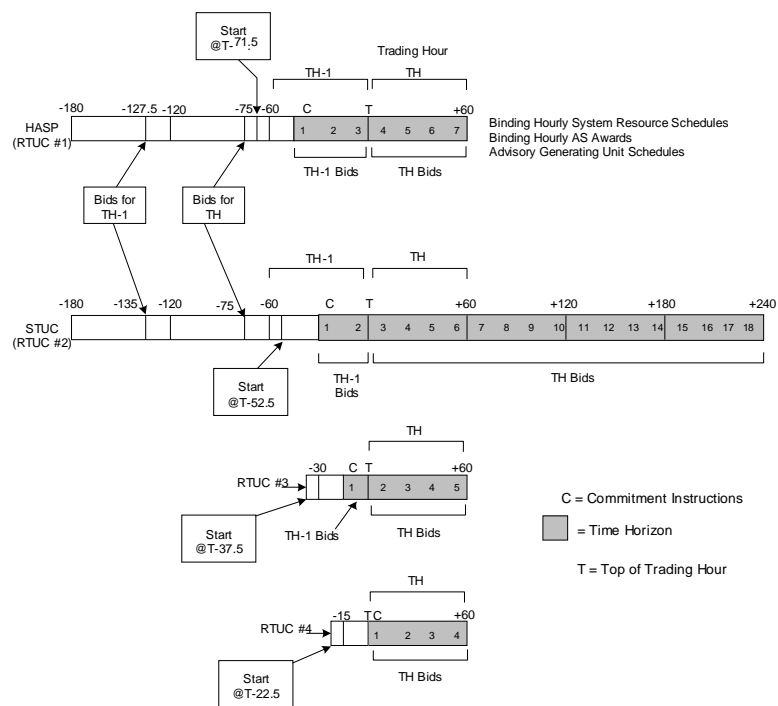 Start
@T-71.5
Trading Hour
TH-1
TH
-180
-127.5
-120
-75
-60
C
T
+60
HASP
(RTUC #1)
1 2 3 4 5 6 7
Binding Hourly System Resource Schedules
Binding Hourly AS Awards
Advisory Generating Unit Schedules
TH-1 Bids
TH Bids
Bids for
TH-1
Bids for
TH
TH-1
TH
-180
-135
-120
-75
-60
C
T
+60
+120
+180
+240
STUC
(RTUC #2)
1 2 3 4 5 6 7 8 9 10 11 12 13 14 15 16 17 18
Start
@T-52.5
TH-1
Bids
TH Bids
TH
-30
C
T
+60
RTUC #3
1 2 3 4 5
Start
@T-37.5
TH-1 Bids
TH Bids
C = Commitment Instructions
= Time Horizon
T = Top of Trading Hour
TH
-15
T
C
+60
RTUC #4
1 2 3 4
Start
@T-22.5
TH Bids